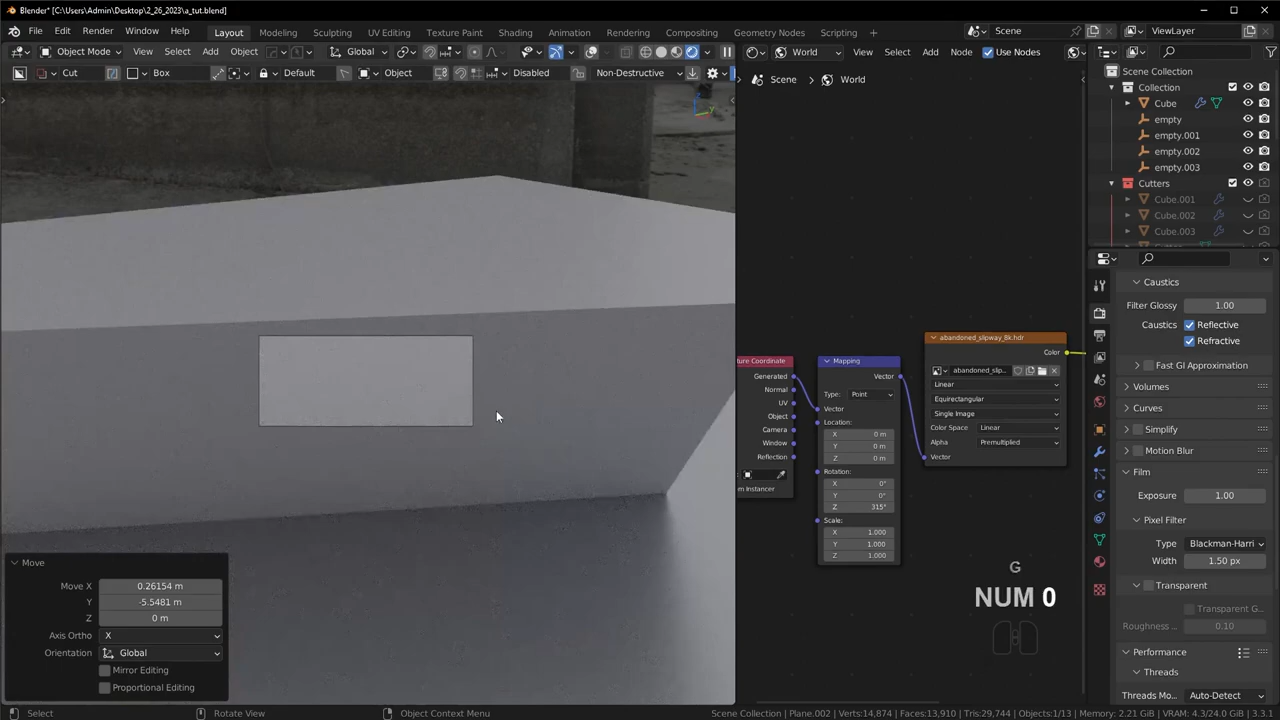 Blender* [C:\Users\Admin\Desktop\2_26_2023\a_tut.blend]
File Edit Render Window Help Layout Modeling Sculpting UV Editing Texture Paint Shading Animation Rendering Compositing Geometry Nodes Scripting + Scene ViewLayer
Object Mode View Select Add Object Global World View Select Add Node Use Nodes
Cut Box Default Object Disabled Non-Destructive
Scene > World
Scene Collection
Collection
Cube
empty
empty.001
empty.002
empty.003
Cutters
Cube.001
Cube.002
Cube.003
Caustics
Filter Glossy 1.00
Caustics Reflective
Refractive
Fast GI Approximation
Volumes
Curves
Simplify
Motion Blur
Film
Exposure 1.00
Pixel Filter
Type Blackman-Harri
Width 1.50 px
Transparent
Transparent G...
Roughness ... 0.10
Performance
Threads
Threads Mo... Auto-Detect
ture Coordinate
Generated
Normal
UV
Object
Camera
Window
Reflection
m Instancer
Mapping
Vector
Type: Point
Vector
Location:
X 0 m
Y 0 m
Z 0 m
Rotation:
X 0°
Y 0°
Z 315°
Scale:
X 1.000
Y 1.000
Z 1.000
abandoned_slipway_8k.hdr
Color
abandoned_slip...
Linear
Equirectangular
Single Image
Color Space Linear
Alpha Premultiplied
Vector
G
NUM 0
Move
Move X 0.26154 m
Y -5.5481 m
Z 0 m
Axis Ortho X
Orientation Global
Mirror Editing
Proportional Editing
Select Rotate View Object Context Menu Scene Collection | Plane.002 | Verts:14,874 | Faces:13,910 | Tris:29,744 | Objects:1/13 | Memory: 2.21 GiB | VRAM: 4.3/24.0 GiB | 3.3.1